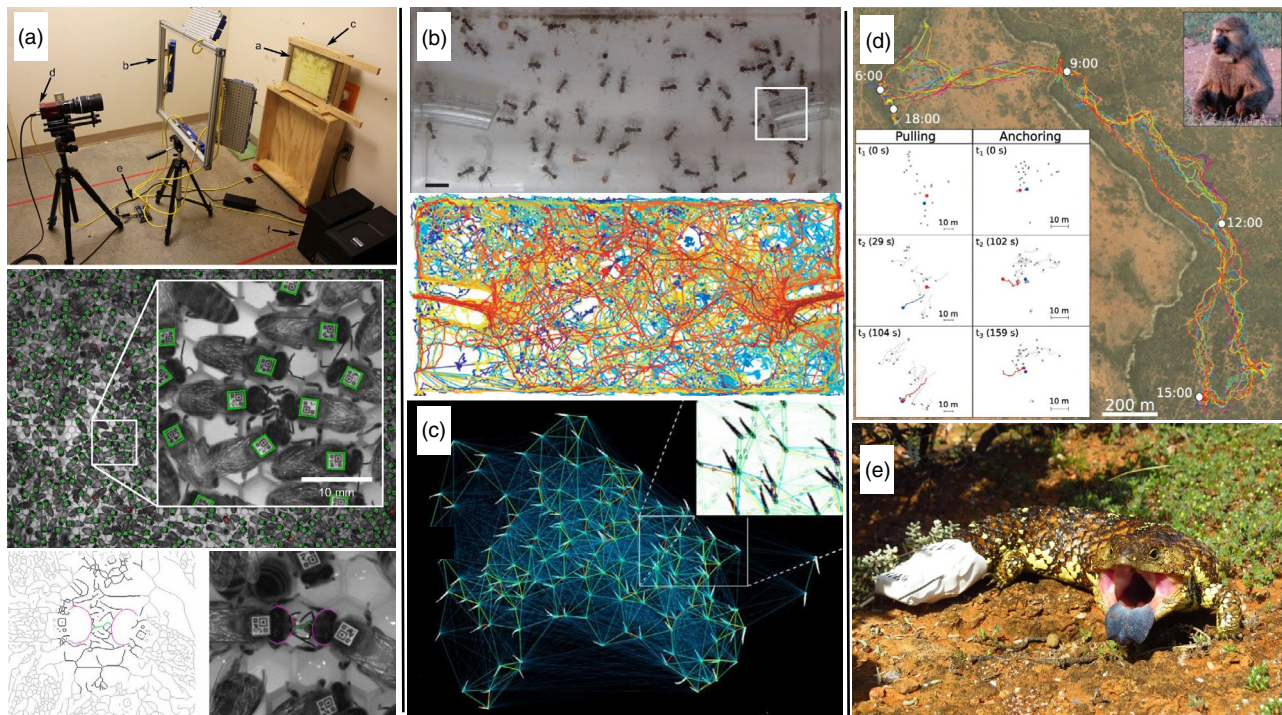 (a)
a
c
b
d
e
f
10 mm
(b)
(c)
(d)
6:00
9:00
18:00
12:00
15:00
200 m
Pulling
Anchoring
t₁ (0 s)
t₁ (0 s)
10 m
10 m
t₂ (29 s)
t₂ (102 s)
10 m
10 m
t₃ (104 s)
t₃ (159 s)
10 m
10 m
(e)